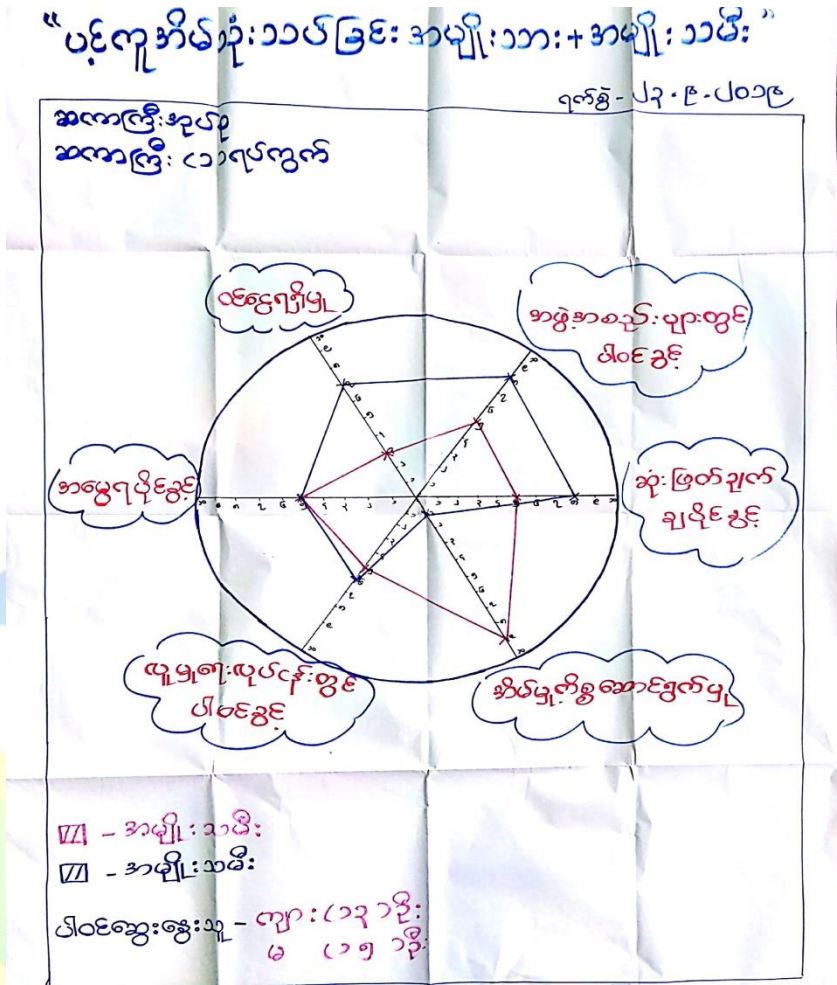 "ပင့်ကူအိမ်သုံးသပ်ခြင်း အမျိုးသား+အမျိုးသမီး"
ရက်စွဲ - ၂၃.၉.၂၀၁၉
ဆကာကြီးအုပ်စု
ဆကာကြီး (၁)ရပ်ကွက်
ဝင်ငွေရရှိမှု
အဖွဲ့အစည်းများတွင်
ပါဝင်ခွင့်
အမွေရပိုင်ခွင့်
ဆုံးဖြတ်ချက်
ချပိုင်ခွင့်
လူမှုရေးလုပ်ငန်းတွင်
ပါဝင်ခွင့်
အိမ်မှုကိစ္စဆောင်ရွက်မှု
- အမျိုးသမီး
- အမျိုးသမီး
ပါဝင်ဆွေးနွေးသူ - ကျား (၁၃)ဦး
မ (၁၅)ဦး